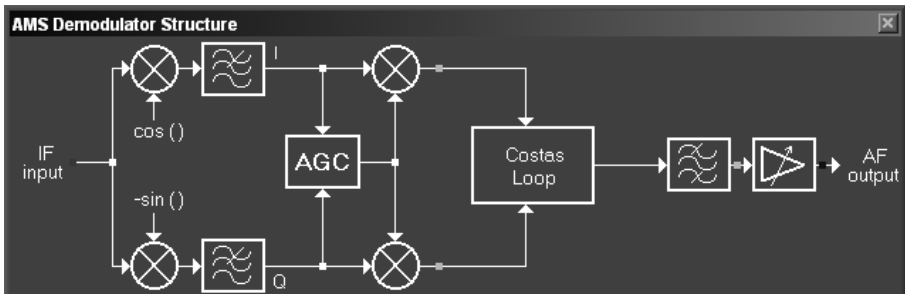 AMS Demodulator Structure
I
cos ()
IF
input
AGC
Costas
Loop
AF
output
-sin ()
Q